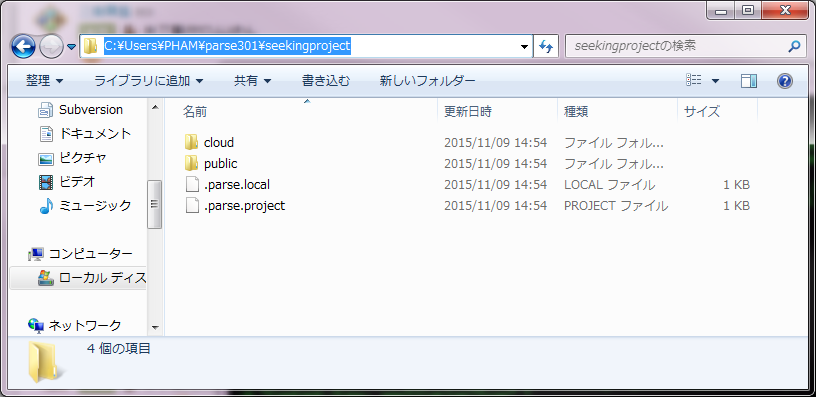 C:¥Users¥PHAM¥parse301¥seekingproject
seekingprojectの検索
整理 ライブラリに追加 共有 書き込む 新しいフォルダー
Subversion
ドキュメント
ピクチャ
ビデオ
ミュージック
コンピューター
ローカル ディス
ネットワーク
名前 更新日時 種類 サイズ
cloud 2015/11/09 14:54 ファイル フォル...
public 2015/11/09 14:54 ファイル フォル...
.parse.local 2015/11/09 14:54 LOCAL ファイル 1 KB
.parse.project 2015/11/09 14:54 PROJECT ファイル 1 KB
4 個の項目